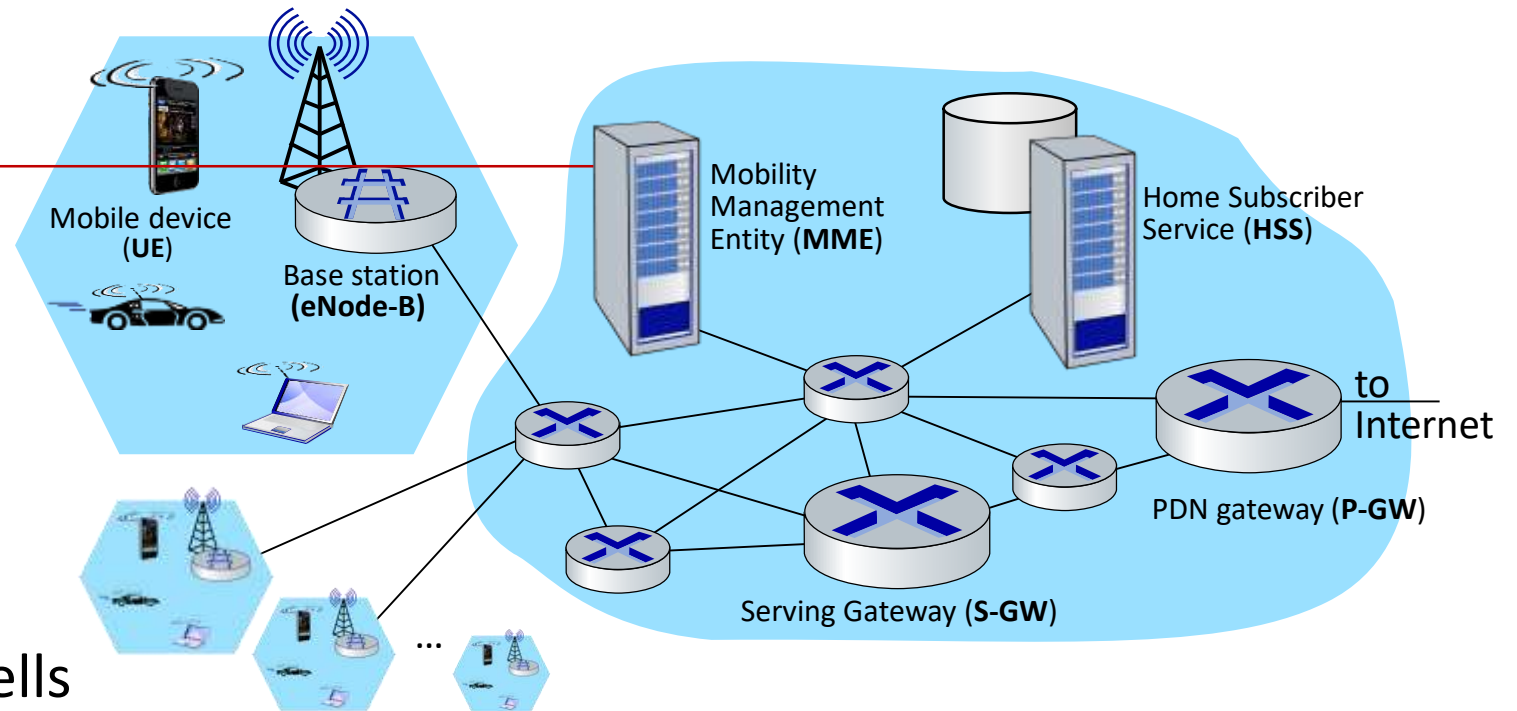 Mobile device
(UE)
Base station
(eNode-B)
Mobility
Management
Entity (MME)
Home Subscriber
Service (HSS)
to
Internet
PDN gateway (P-GW)
Serving Gateway (S-GW)
...
ells